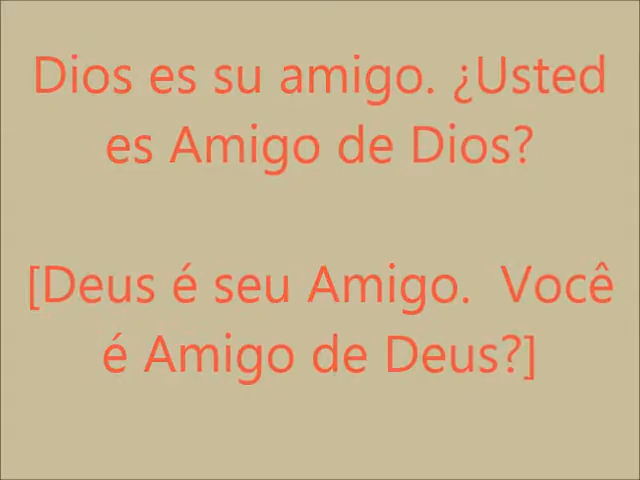 Dios es su amigo. ¿Usted
es Amigo de Dios?
[Deus é seu Amigo.  Você
é Amigo de Deus?]